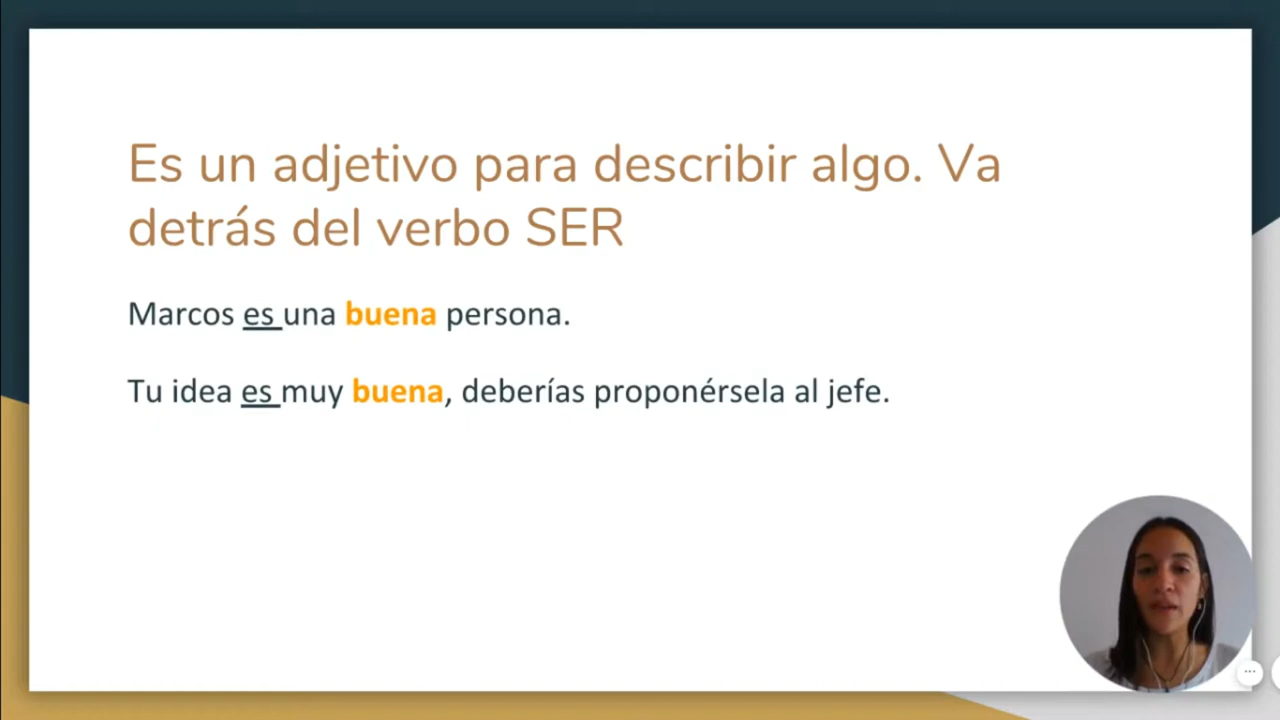 Es un adjetivo para describir algo. Va
detrás del verbo SER
Marcos es una buena persona.
Tu idea es muy buena, deberías proponérsela al jefe.